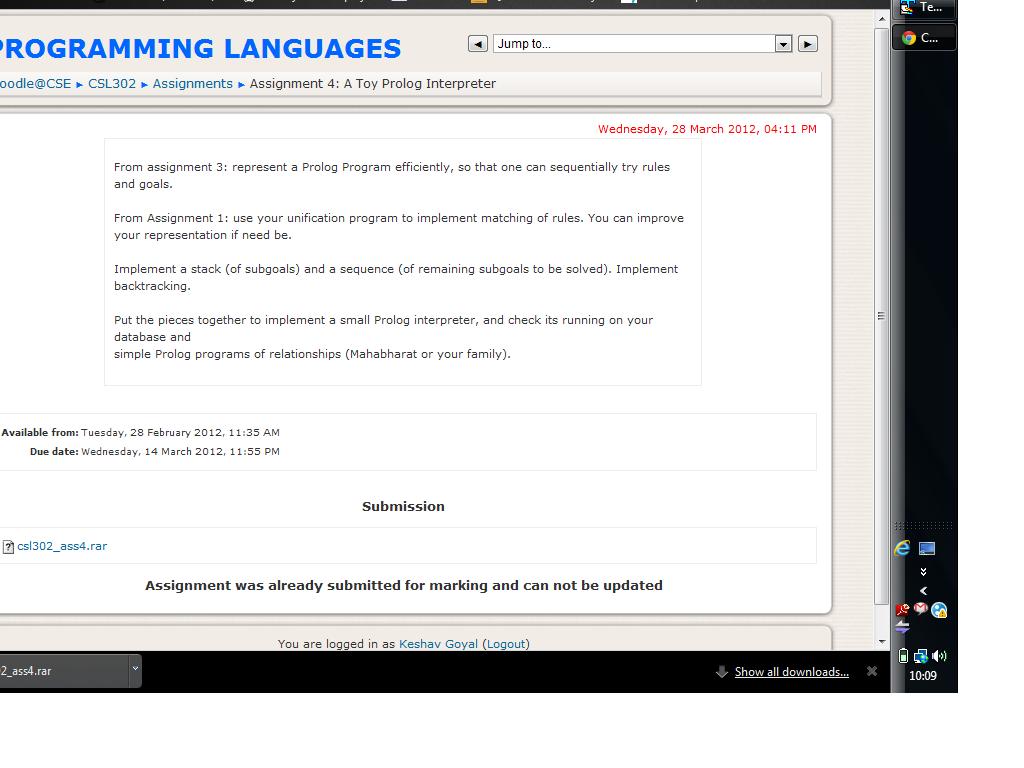 Te...
C...
PROGRAMMING LANGUAGES
Jump to...
oodle@CSE ► CSL302 ► Assignments ► Assignment 4: A Toy Prolog Interpreter
Wednesday, 28 March 2012, 04:11 PM
From assignment 3: represent a Prolog Program efficiently, so that one can sequentially try rules
and goals.
From Assignment 1: use your unification program to implement matching of rules. You can improve
your representation if need be.
Implement a stack (of subgoals) and a sequence (of remaining subgoals to be solved). Implement
backtracking.
Put the pieces together to implement a small Prolog interpreter, and check its running on your
database and
simple Prolog programs of relationships (Mahabharat or your family).
Available from: Tuesday, 28 February 2012, 11:35 AM
Due date: Wednesday, 14 March 2012, 11:55 PM
Submission
csl302_ass4.rar
Assignment was already submitted for marking and can not be updated
You are logged in as Keshav Goyal (Logout)
2_ass4.rar
Show all downloads...
10:09